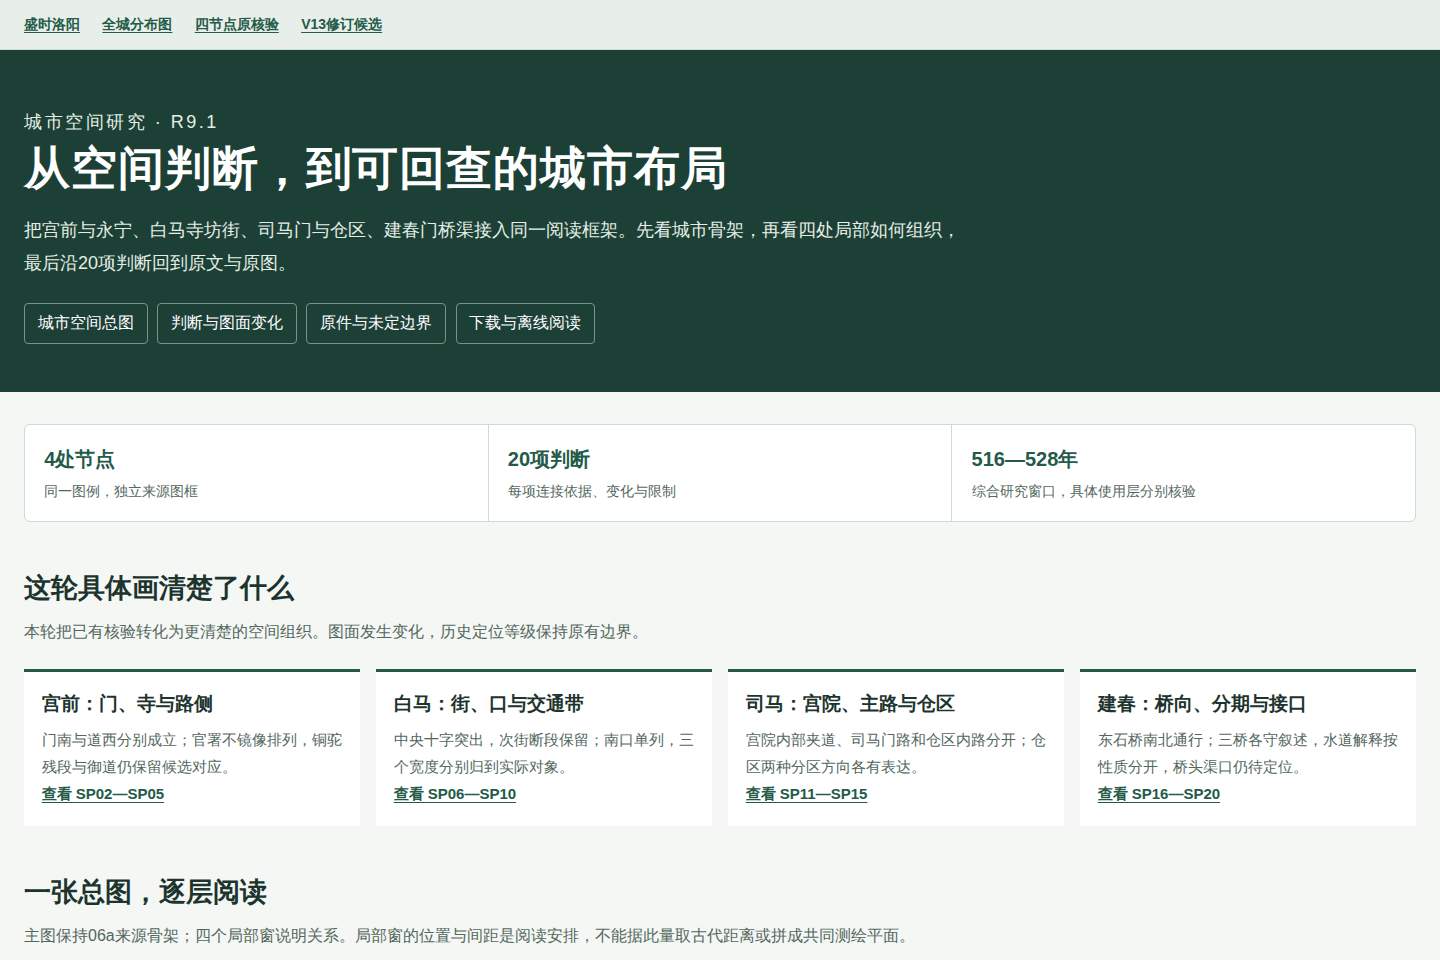 盛时洛阳 全城分布图 四节点原核验 V13修订候选
城市空间研究 · R9.1
从空间判断，到可回查的城市布局
把宫前与永宁、白马寺坊街、司马门与仓区、建春门桥渠接入同一阅读框架。先看城市骨架，再看四处局部如何组织，
最后沿20项判断回到原文与原图。
城市空间总图 判断与图面变化 原件与未定边界 下载与离线阅读
4处节点
同一图例，独立来源图框
20项判断
每项连接依据、变化与限制
516—528年
综合研究窗口，具体使用层分别核验
这轮具体画清楚了什么
本轮把已有核验转化为更清楚的空间组织。图面发生变化，历史定位等级保持原有边界。
宫前：门、寺与路侧
门南与道西分别成立；官署不镜像排列，铜驼
残段与御道仍保留候选对应。
查看 SP02—SP05
白马：街、口与交通带
中央十字突出，次街断段保留；南口单列，三
个宽度分别归到实际对象。
查看 SP06—SP10
司马：宫院、主路与仓区
宫院内部夹道、司马门路和仓区内路分开；仓
区两种分区方向各有表达。
查看 SP11—SP15
建春：桥向、分期与接口
东石桥南北通行；三桥各守叙述，水道解释按
性质分开，桥头渠口仍待定位。
查看 SP16—SP20
一张总图，逐层阅读
主图保持06a来源骨架；四个局部窗说明关系。局部窗的位置与间距是阅读安排，不能据此量取古代距离或拼成共同测绘平面。